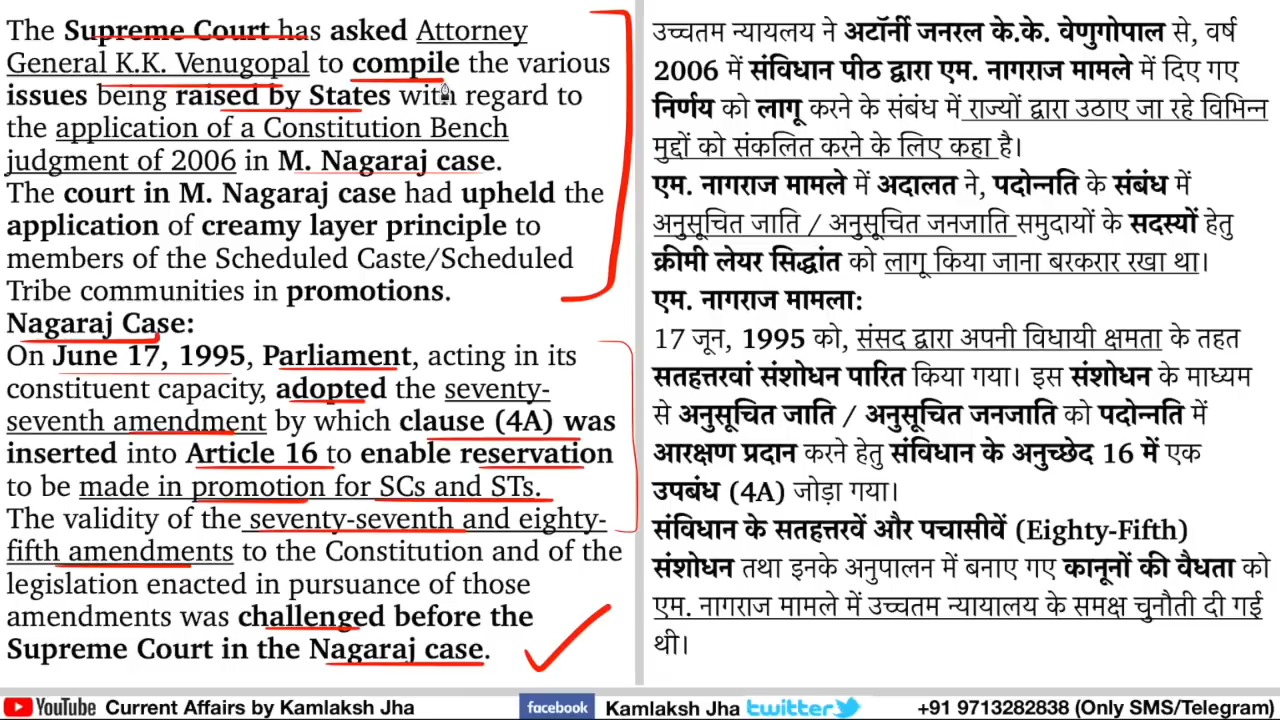 The Supreme Court has asked Attorney
General K.K. Venugopal to compile the various
issues being raised by States with regard to
the application of a Constitution Bench
judgment of 2006 in M. Nagaraj case.
The court in M. Nagaraj case had upheld the
application of creamy layer principle to
members of the Scheduled Caste/Scheduled
Tribe communities in promotions.
Nagaraj Case:
On June 17, 1995, Parliament, acting in its
constituent capacity, adopted the seventy-
seventh amendment by which clause (4A) was
inserted into Article 16 to enable reservation
to be made in promotion for SCs and STs.
The validity of the seventy-seventh and eighty-
fifth amendments to the Constitution and of the
legislation enacted in pursuance of those
amendments was challenged before the
Supreme Court in the Nagaraj case.
उच्चतम न्यायलय ने अटॉर्नी जनरल के.के. वेणुगोपाल से, वर्ष
2006 में संविधान पीठ द्वारा एम. नागराज मामले में दिए गए
निर्णय को लागू करने के संबंध में राज्यों द्वारा उठाए जा रहे विभिन्न
मुद्दों को संकलित करने के लिए कहा है।
एम. नागराज मामले में अदालत ने, पदोन्नति के संबंध में
अनुसूचित जाति / अनुसूचित जनजाति समुदायों के सदस्यों हेतु
क्रीमी लेयर सिद्धांत को लागू किया जाना बरकरार रखा था।
एम. नागराज मामला:
17 जून, 1995 को, संसद द्वारा अपनी विधायी क्षमता के तहत
सतहत्तरवां संशोधन पारित किया गया। इस संशोधन के माध्यम
से अनुसूचित जाति / अनुसूचित जनजाति को पदोन्नति में
आरक्षण प्रदान करने हेतु संविधान के अनुच्छेद 16 में एक
उपबंध (4A) जोड़ा गया।
संविधान के सतहत्तरवें और पचासीवें (Eighty-Fifth)
संशोधन तथा इनके अनुपालन में बनाए गए कानूनों की वैधता को
एम. नागराज मामले में उच्चतम न्यायालय के समक्ष चुनौती दी गई
थी।
YouTube Current Affairs by Kamlaksh Jha facebook Kamlaksh Jha twitter +91 9713282838 (Only SMS/Telegram)